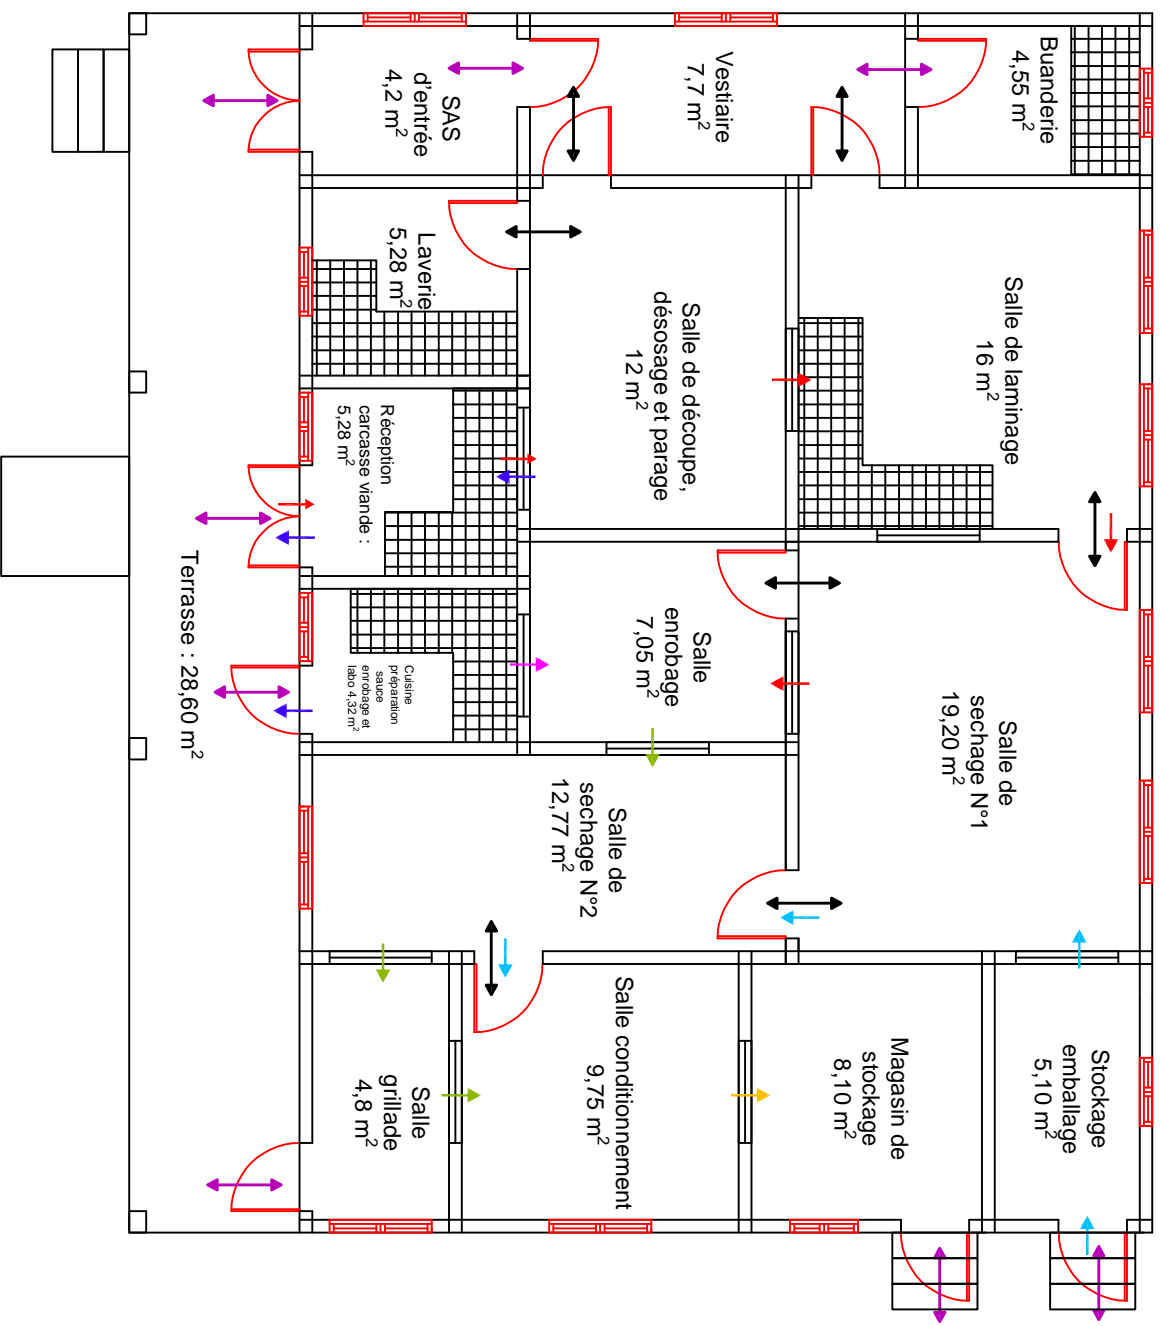 Buanderie
4,55 m²
Vestiaire
7,7 m²
SAS
d'entrée
4,2 m²
Salle de laminage
16 m²
Salle de découpe,
désosage et parage
12 m²
Laverie
5,28 m²
Réception
carcasse viande :
5,28 m²
Salle de
sechage N°1
19,20 m²
Salle
enrobage
7,05 m²
Cuisine
préparation
sauce
enrobage et
labo 4,32 m²
Terrasse : 28,60 m²
Salle de
sechage N°2
12,77 m²
Stockage
emballage
5,10 m²
Magasin de
stockage
8,10 m²
Salle conditionnement
9,75 m²
Salle
grillade
4,8 m²